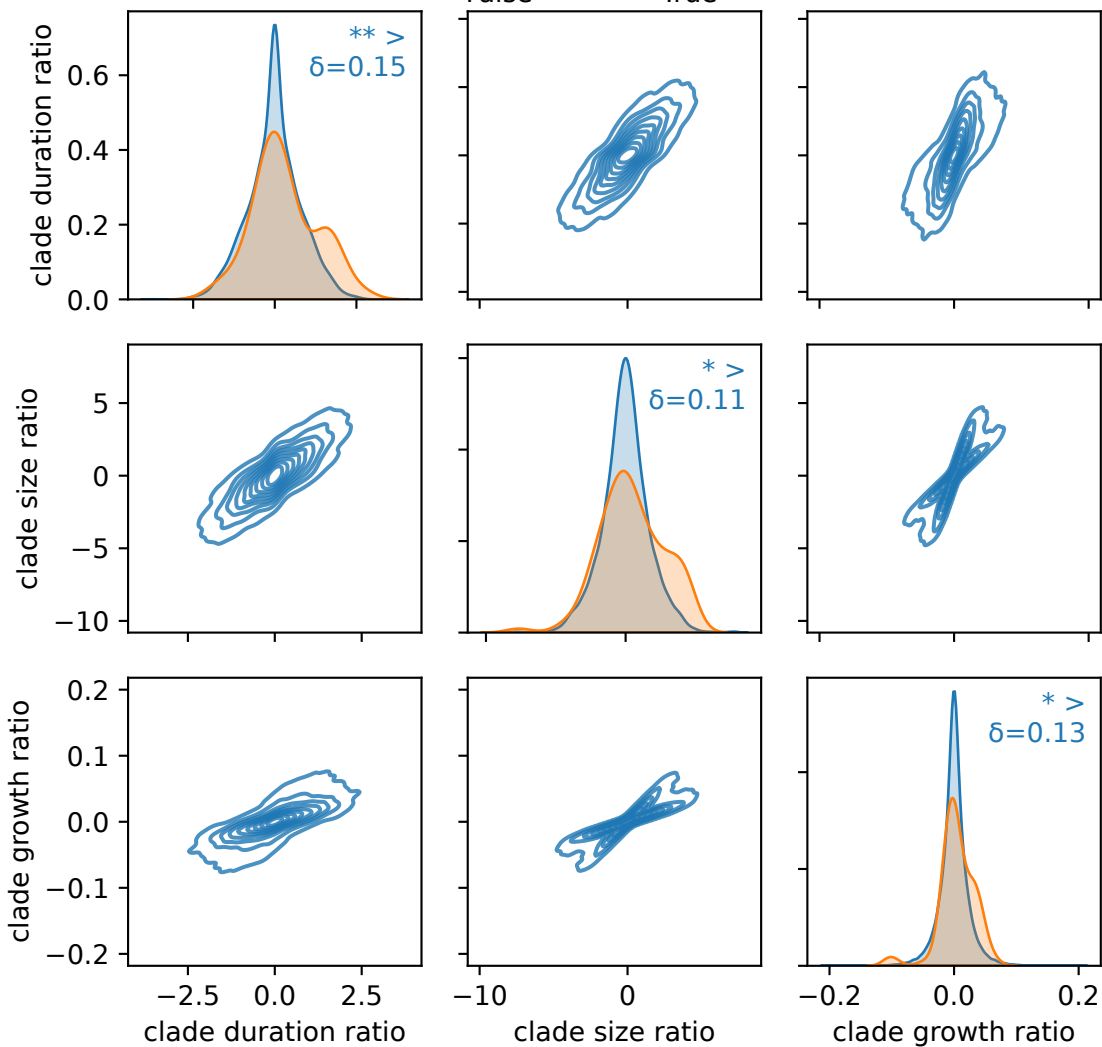 False True
clade duration ratio
0.6
0.4
0.2
0.0
** >
δ=0.15
clade size ratio
5
0
−5
−10
* >
δ=0.11
clade growth ratio
0.2
0.1
0.0
−0.1
−0.2
* >
δ=0.13
−2.5 0.0 2.5 −10 0 −0.2 0.0 0.2
clade duration ratio clade size ratio clade growth ratio